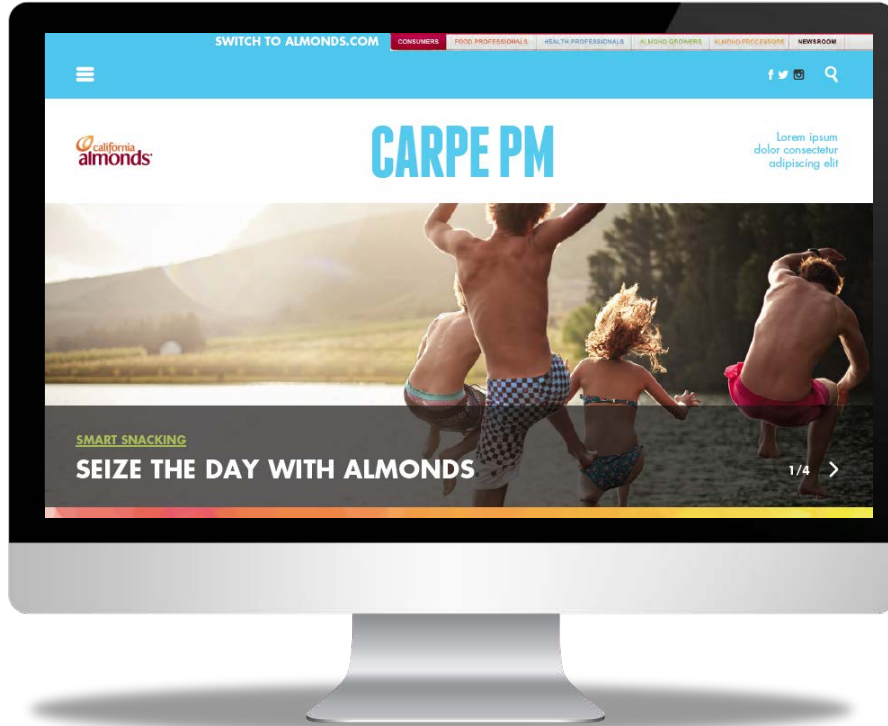 SWITCH TO ALMONDS.COM CONSUMERS FOOD PROFESSIONALS HEALTH PROFESSIONALS ALMOND GROWERS ALMOND PROCESSORS NEWSROOM
california
almonds
CARPE PM
Lorem ipsum
dolor consectetur
adipiscing elit
SMART SNACKING
SEIZE THE DAY WITH ALMONDS
1/4